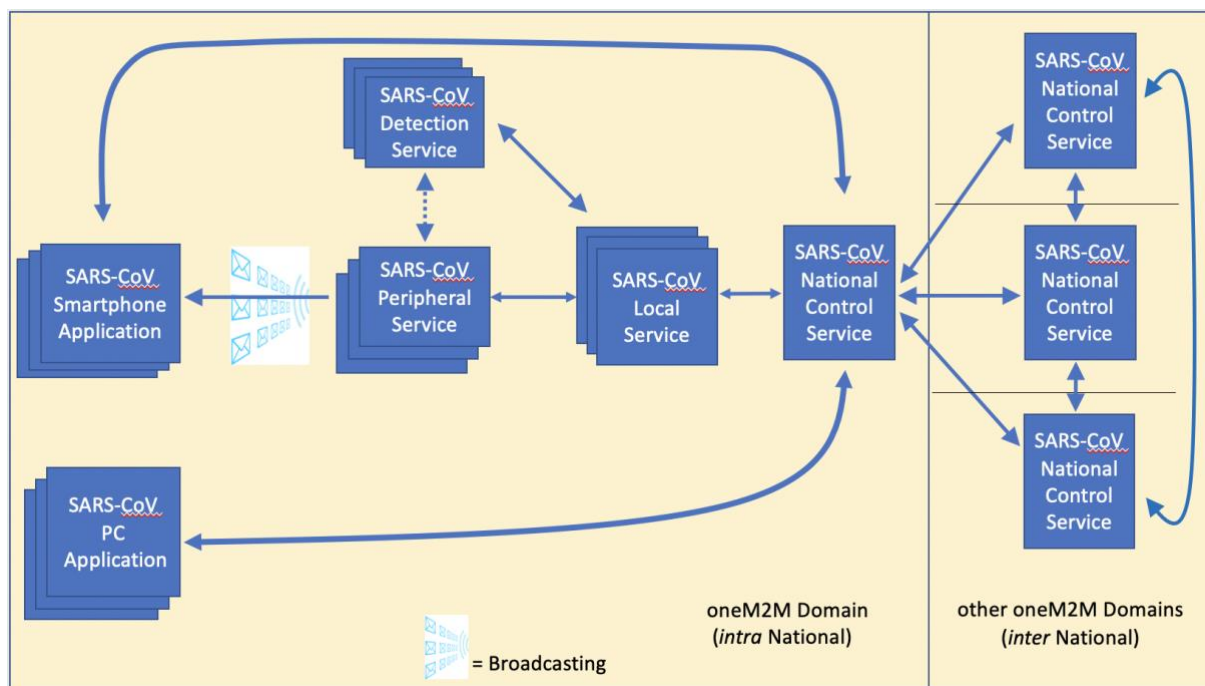 SARS-CoV
Detection
Service
SARS-CoV
Smartphone
Application
SARS-CoV
Peripheral
Service
SARS-CoV
Local
Service
SARS-CoV
National
Control
Service
SARS-CoV
PC
Application
SARS-CoV
National
Control
Service
SARS-CoV
National
Control
Service
SARS-CoV
National
Control
Service
oneM2M Domain
(intra National)
other oneM2M Domains
(inter National)
= Broadcasting